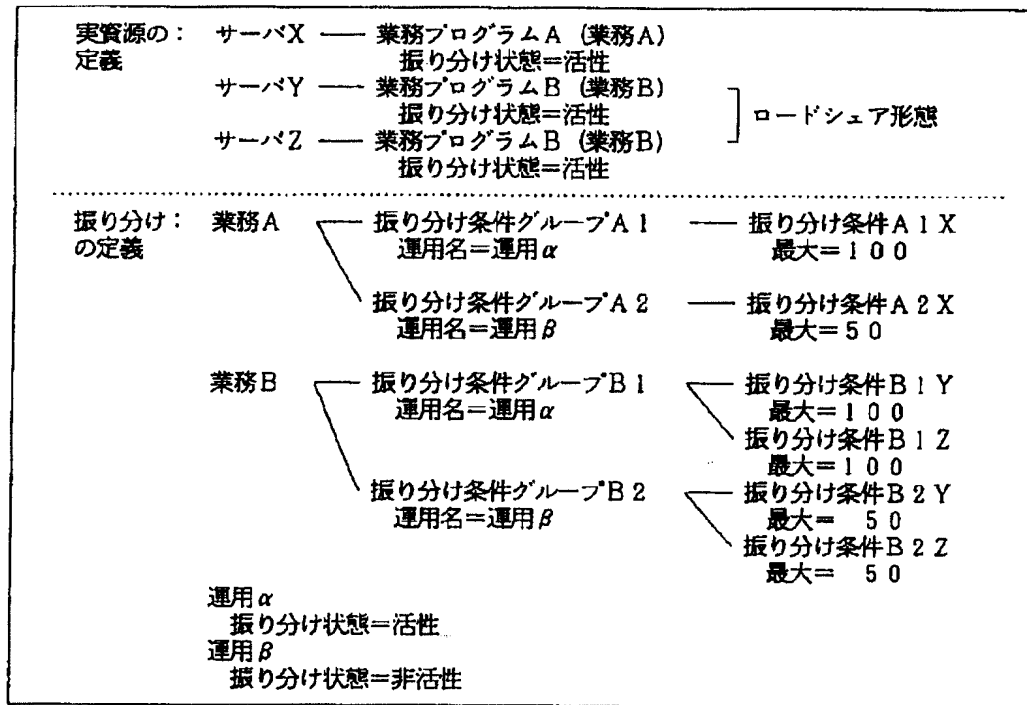 実資源の： サーバX ─── 業務プログラムA（業務A）
定義 振り分け状態＝活性
サーバY ─── 業務プログラムB（業務B）
振り分け状態＝活性
ロードシェア形態
サーバZ ─── 業務プログラムB（業務B）
振り分け状態＝活性
振り分け： 業務A 振り分け条件グループA1 ─── 振り分け条件A1X
の定義 運用名＝運用α 最大＝100
振り分け条件グループA2 ─── 振り分け条件A2X
運用名＝運用β 最大＝50
業務B 振り分け条件グループB1 振り分け条件B1Y
運用名＝運用α 最大＝100
振り分け条件B1Z
最大＝100
振り分け条件グループB2 振り分け条件B2Y
運用名＝運用β 最大＝ 50
振り分け条件B2Z
最大＝ 50
運用α
振り分け状態＝活性
運用β
振り分け状態＝非活性